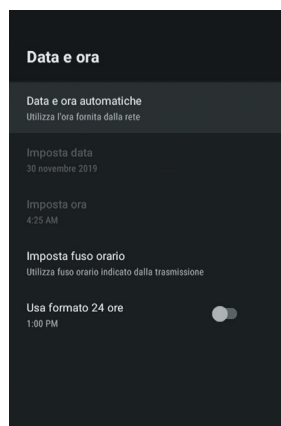 Data e ora
Data e ora automatiche
Utilizza l'ora fornita dalla rete
Imposta data
30 novembre 2019
Imposta ora
4:25 AM
Imposta fuso orario
Utilizza fuso orario indicato dalla trasmissione
Usa formato 24 ore
1:00 PM